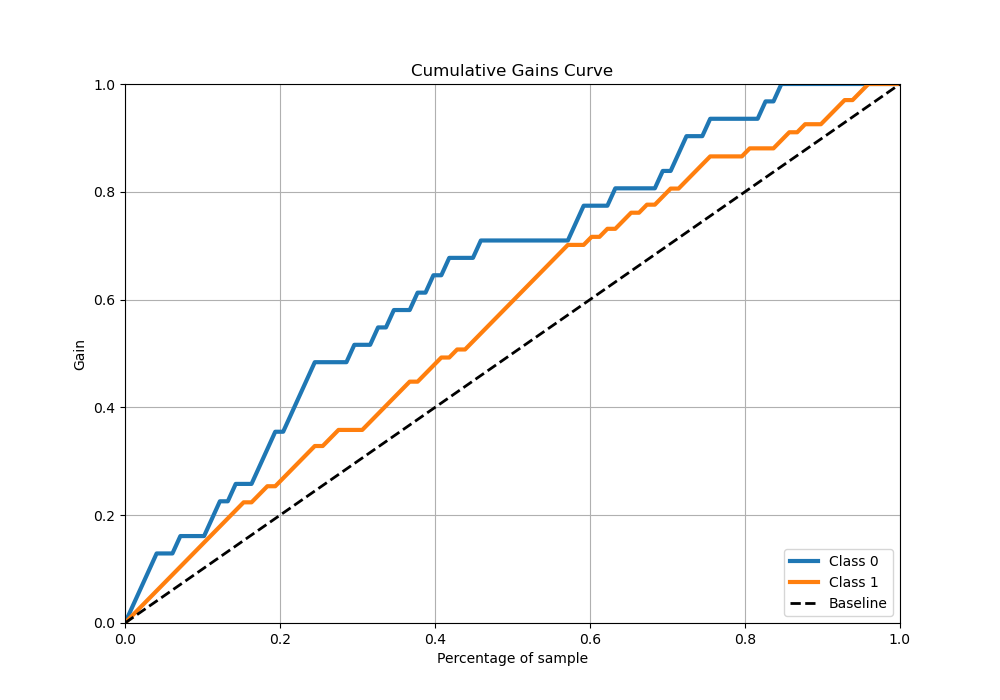 Cumulative Gains Curve
1.0
0.8
0.6
0.4
0.2
0.0
Gain
0.0 0.2 0.4 0.6 0.8 1.0
Percentage of sample
Class 0
Class 1
Baseline